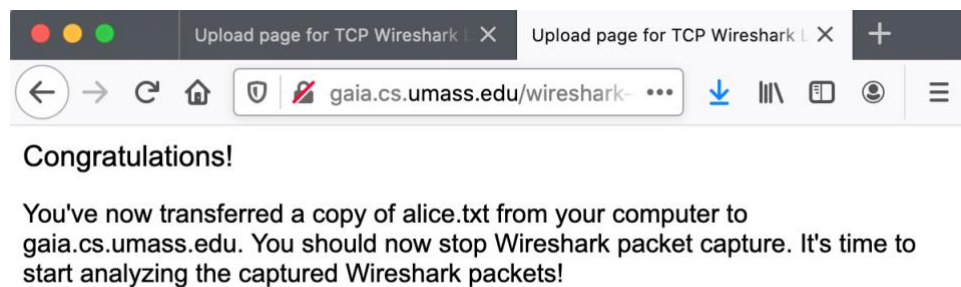 Upload page for TCP Wireshark L
Upload page for TCP Wireshark L
gaia.cs.umass.edu/wireshark-
Congratulations!
You've now transferred a copy of alice.txt from your computer to
gaia.cs.umass.edu. You should now stop Wireshark packet capture. It's time to
start analyzing the captured Wireshark packets!